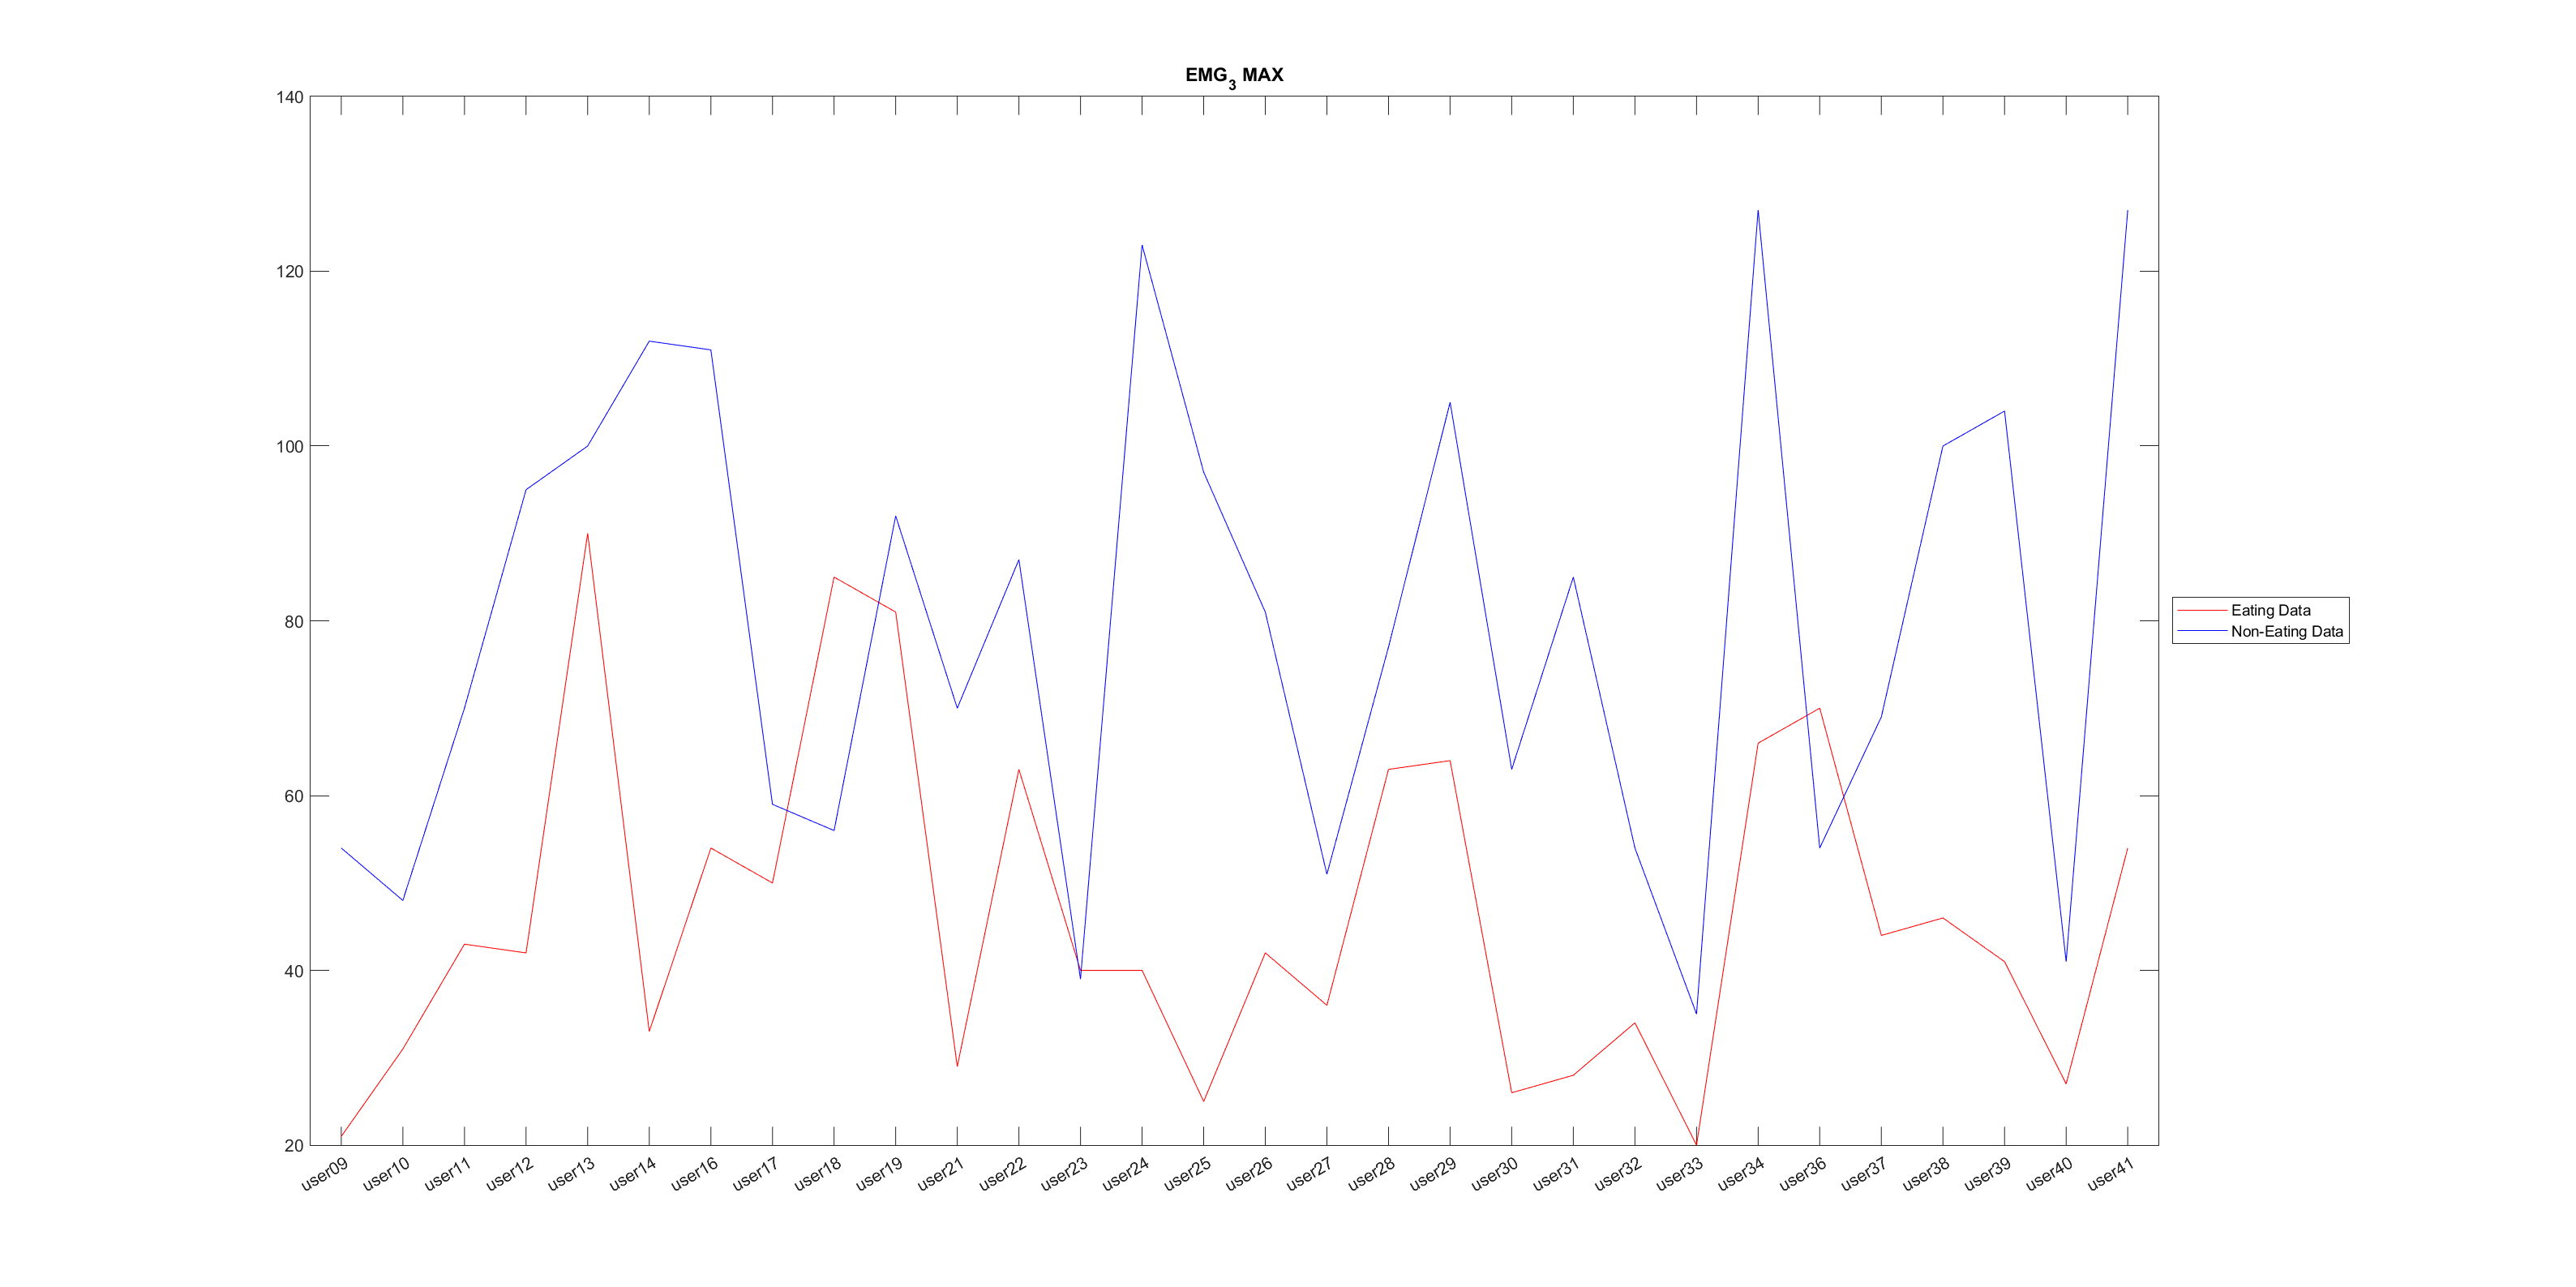 EMG3 MAX
140
120
100
80
60
40
20
user09 user10 user11 user12 user13 user14 user16 user17 user18 user19 user21 user22 user23 user24 user25 user26 user27 user28 user29 user30 user31 user32 user33 user34 user36 user37 user38 user39 user40 user41
Eating Data
Non-Eating Data